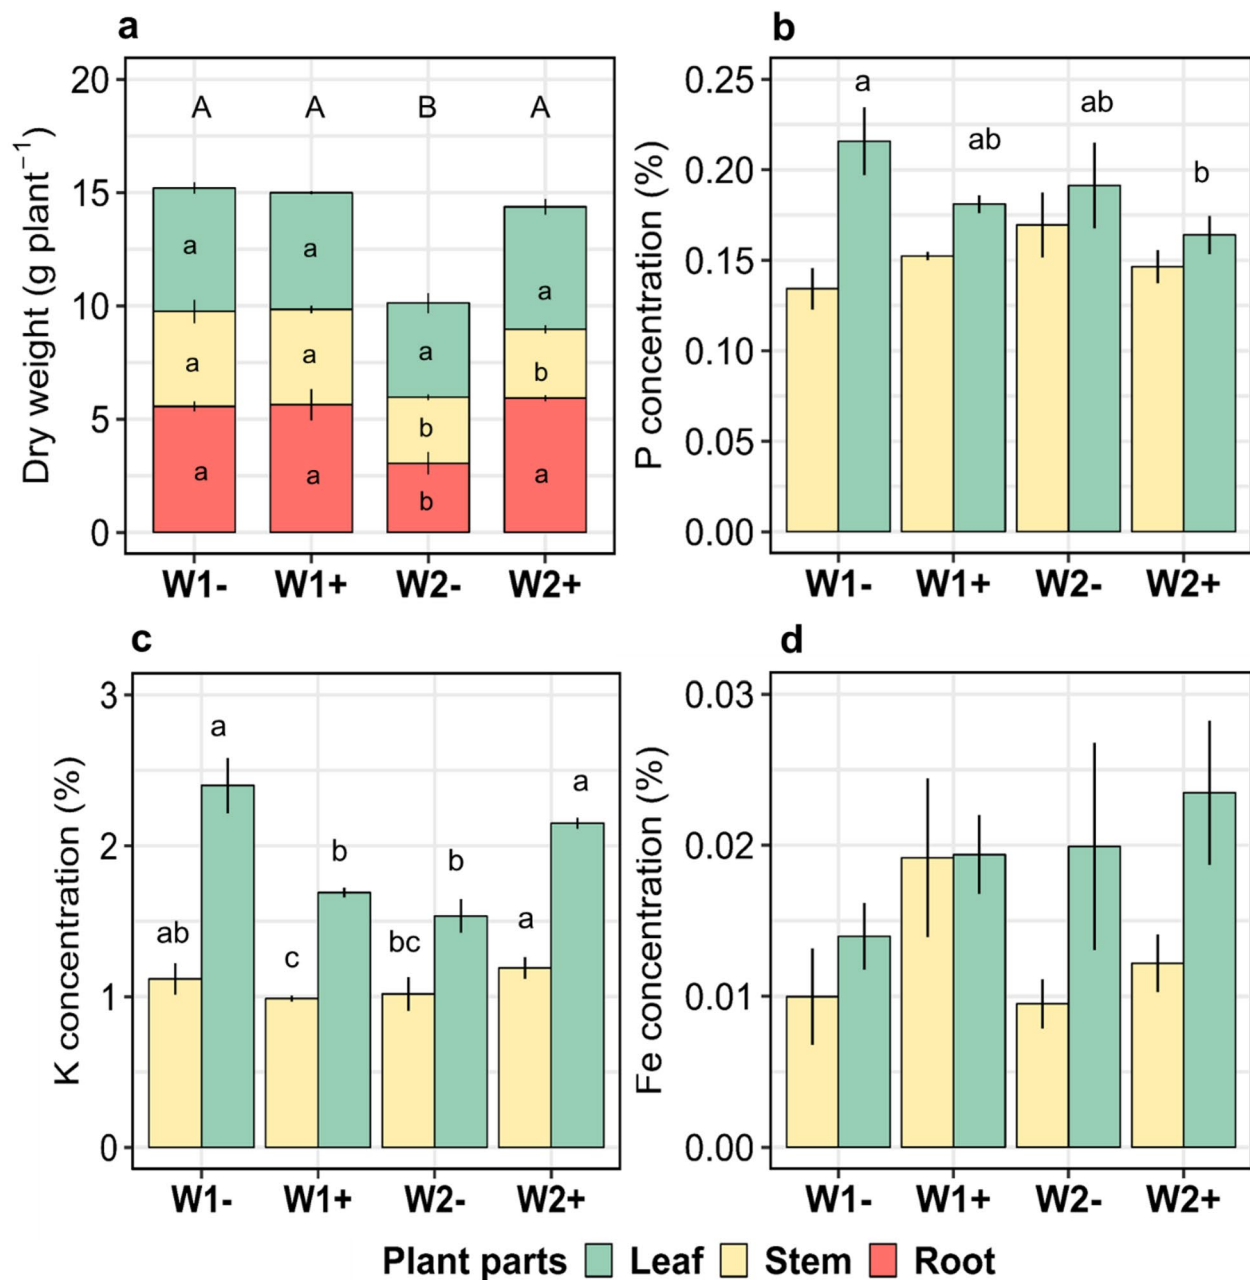 a
Dry weight (g plant⁻¹)
20
15
10
5
0
A A B A
a a a a
a a b b
a a b a
W1- W1+ W2- W2+
b
P concentration (%)
0.25
0.20
0.15
0.10
0.05
0.00
a ab ab b
W1- W1+ W2- W2+
c
K concentration (%)
3
2
1
0
a b b a
ab c bc a
W1- W1+ W2- W2+
d
Fe concentration (%)
0.03
0.02
0.01
0.00
W1- W1+ W2- W2+
Plant parts Leaf Stem Root